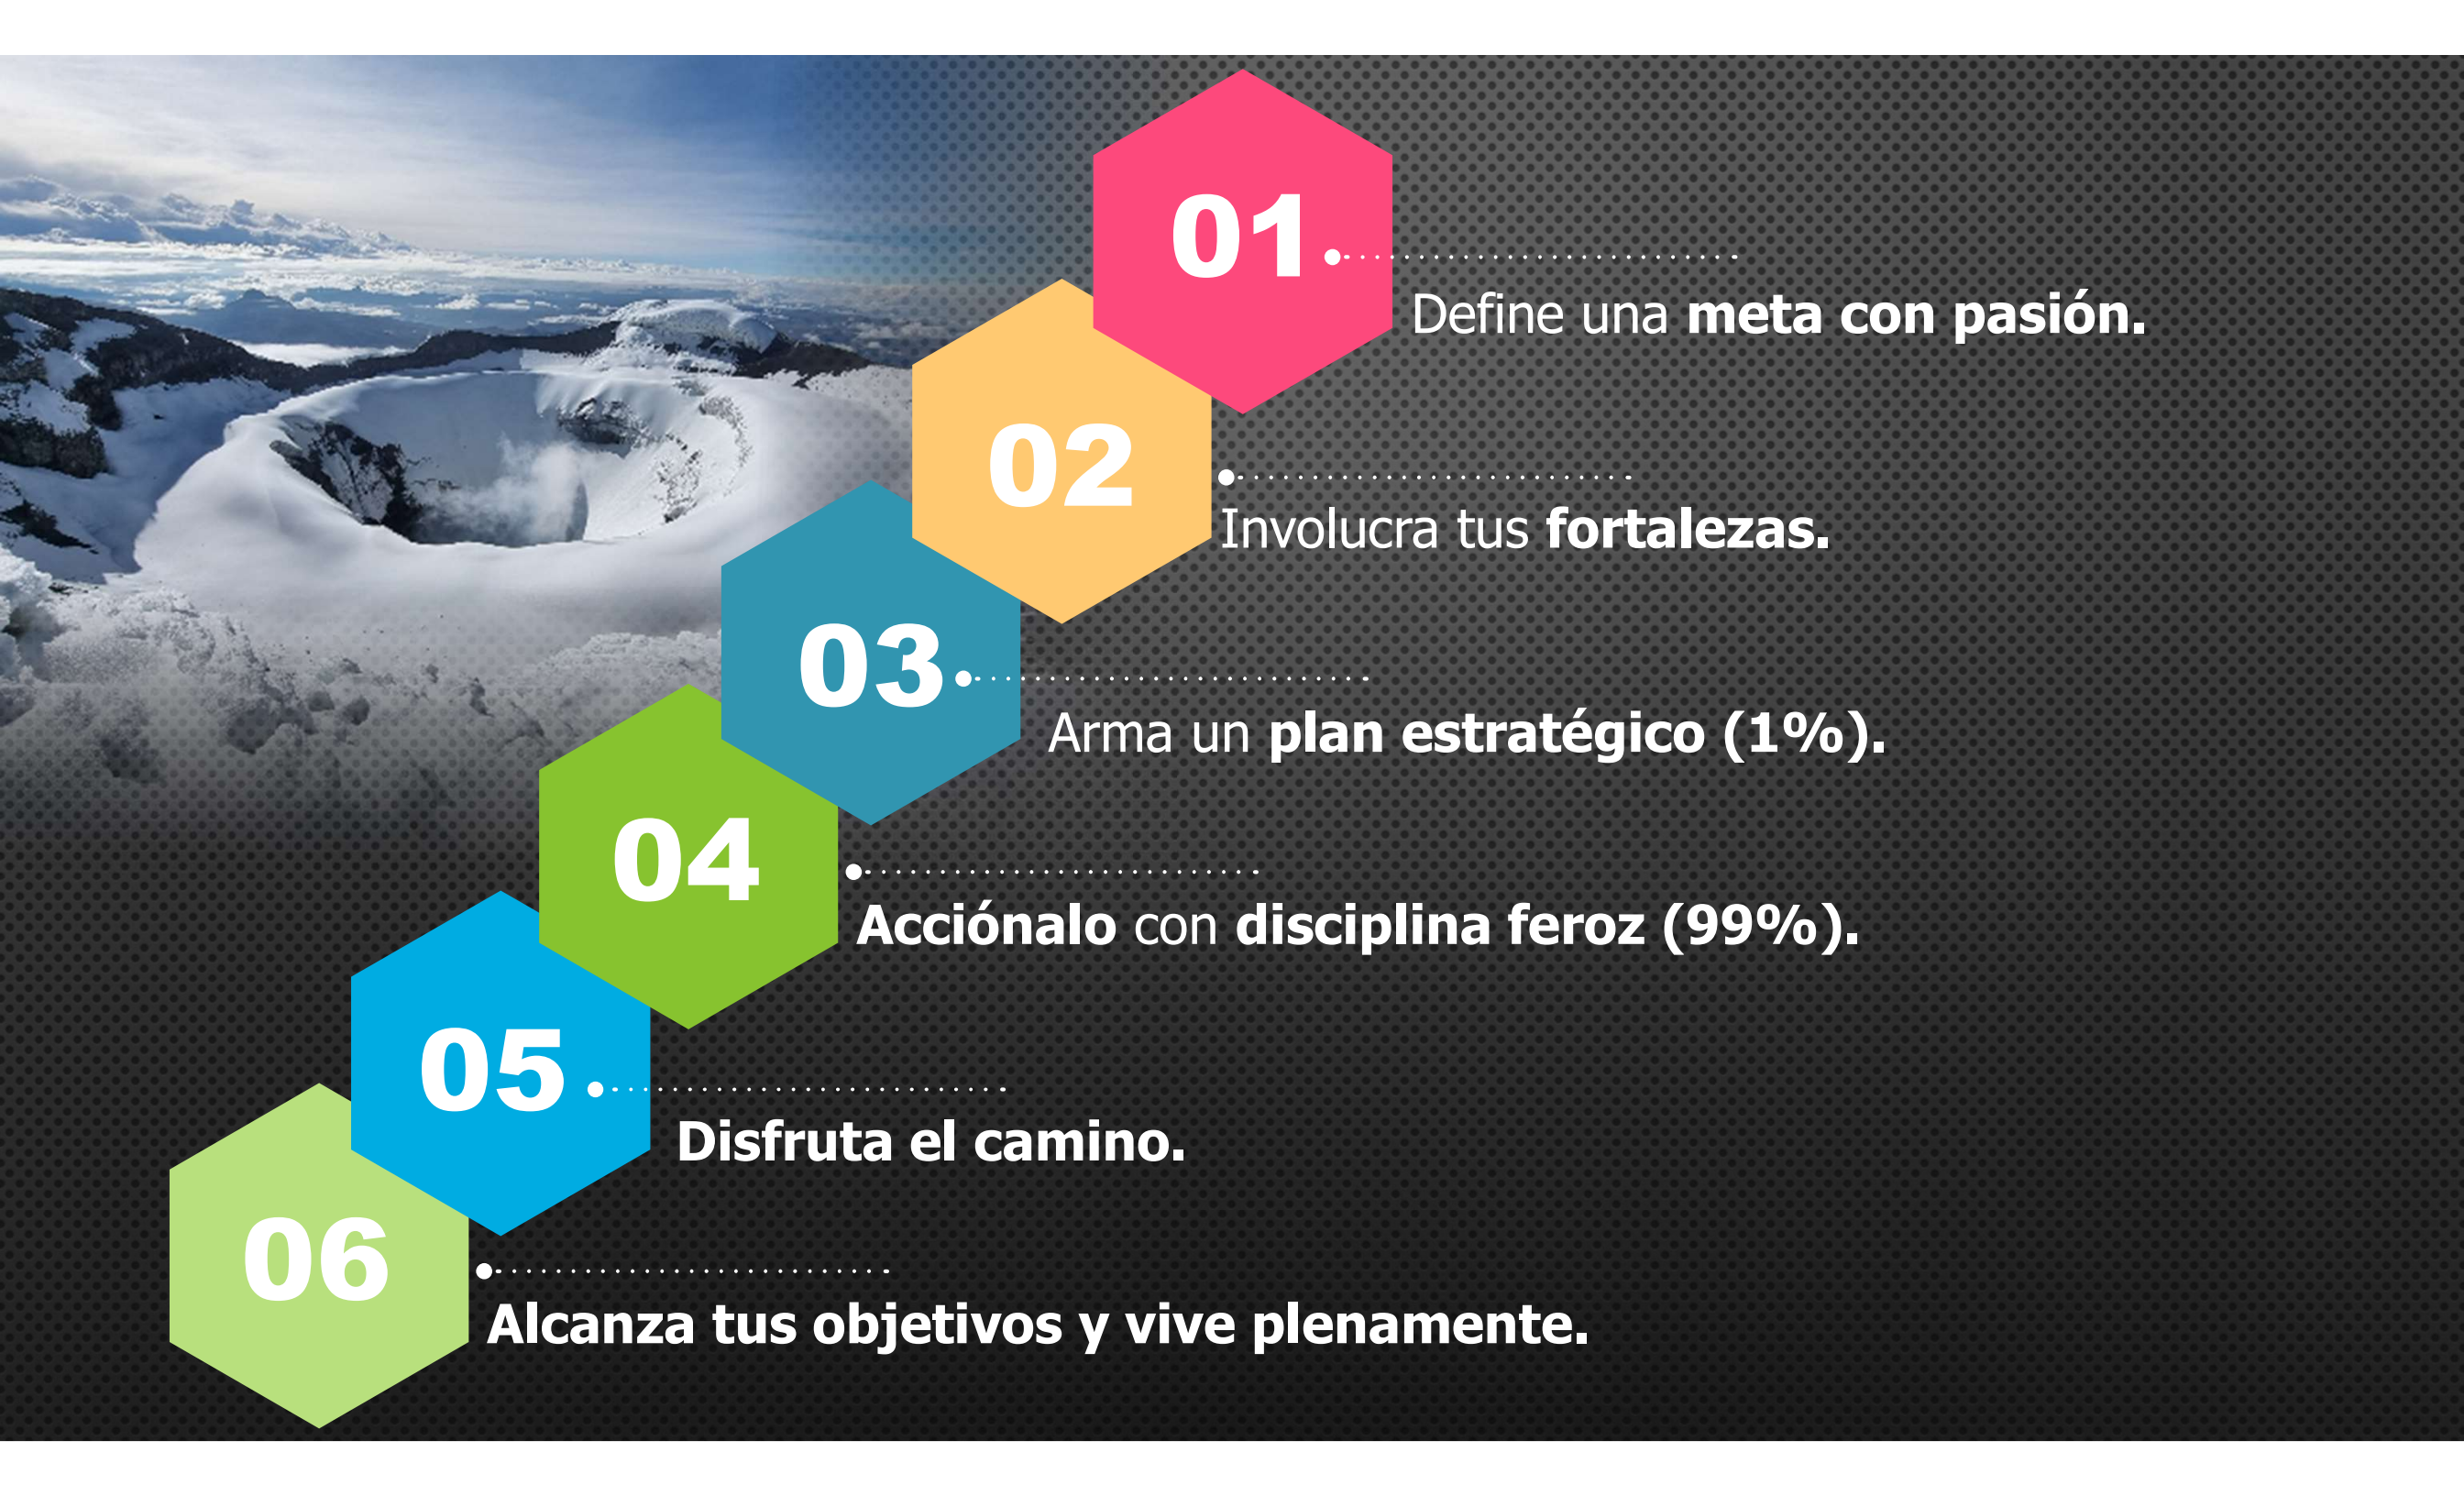 01
Define una meta con pasión.
02
Involucra tus fortalezas.
03
Arma un plan estratégico (1%).
04
Acciónalo con disciplina feroz (99%).
05
Disfruta el camino.
06
Alcanza tus objetivos y vive plenamente.